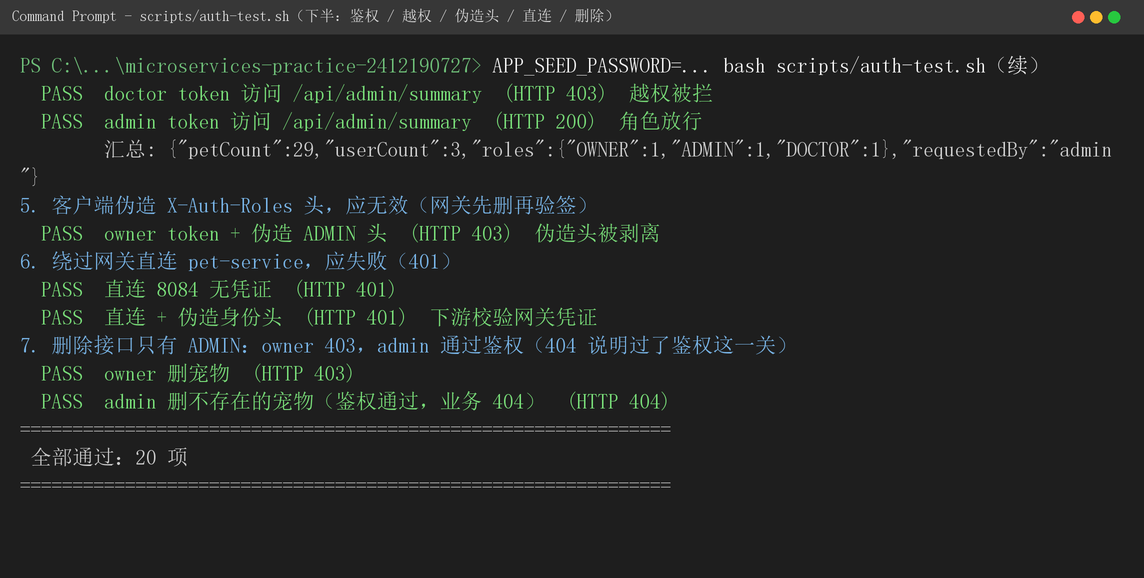 Command Prompt - scripts/auth-test.sh（下半：鉴权 / 越权 / 伪造头 / 直连 / 删除）
PS C:\...\microservices-practice-2412190727> APP_SEED_PASSWORD=... bash scripts/auth-test.sh（续）
PASS  doctor token 访问 /api/admin/summary （HTTP 403） 越权被拦
PASS  admin token 访问 /api/admin/summary （HTTP 200） 角色放行
汇总: {"petCount":29,"userCount":3,"roles":{"OWNER":1,"ADMIN":1,"DOCTOR":1},"requestedBy":"admin
"}
5. 客户端伪造 X-Auth-Roles 头，应无效（网关先删再验签）
PASS  owner token + 伪造 ADMIN 头 （HTTP 403） 伪造头被剥离
6. 绕过网关直连 pet-service，应失败（401）
PASS  直连 8084 无凭证 （HTTP 401）
PASS  直连 + 伪造身份头 （HTTP 401） 下游校验网关凭证
7. 删除接口只有 ADMIN：owner 403，admin 通过鉴权（404 说明过了鉴权这一关）
PASS  owner 删宠物 （HTTP 403）
PASS  admin 删不存在的宠物（鉴权通过，业务 404） （HTTP 404）
==============================================================
全部通过：20 项
==============================================================